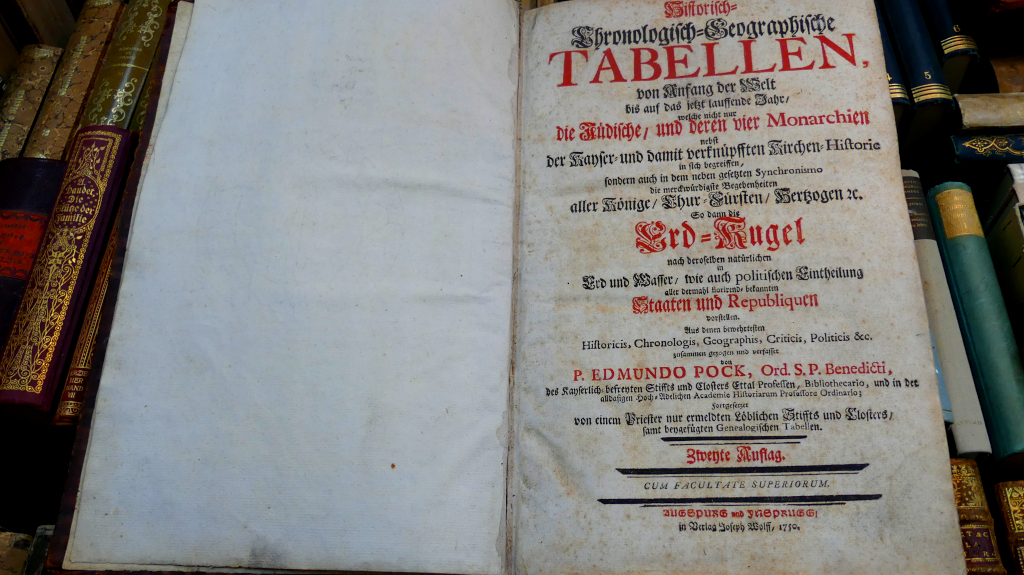 Historisch-
Chronologisch-Geographische
TABELLEN,
von Anfang der Welt
bis auf das jetzt lauffende Jahr/
welche nicht nur
die Jüdische/ und deren vier Monarchien
nebst
der Kayser- und damit verknüpfften Kirchen-Historie
in sich begreiffen,
sondern auch in dem neben gesetzten Synchronismo
die merckwürdigste Begebenheiten
aller Könige/ Chur-Fürsten/ Hertzogen ꝛc.
So dann die
Erd-Kugel
nach deroselben natürlichen
in
Erd und Wasser/ wie auch politischen Eintheilung
aller dermahl florirend- bekannten
Staaten und Republiquen
vorstellen.
Aus denen bewehrtesten
Historicis, Chronologis, Geographis, Criticis, Politicis &c.
zusammen gezogen und verfasset
von
P. EDMUNDO POCK, Ord. S. P. Benedicti,
des Kayserlich-befreyten Stiffts und Closters Ettal Professen, Bibliothecario, und in der
alldasigen Hoch-Adelichen Academie Historiarum Professore Ordinario;
Fortgesetzet
von einem Priester nur ermeldten Löblichen Stiffts und Closters/
samt beygefügten Genealogischen Tabellen.
Zweyte Auflag.
CUM FACULTATE SUPERIORUM.
AUGSPURG und YNSPRUGG/
in Verlag Joseph Wolff, 1750.
Die
Familie
5
6